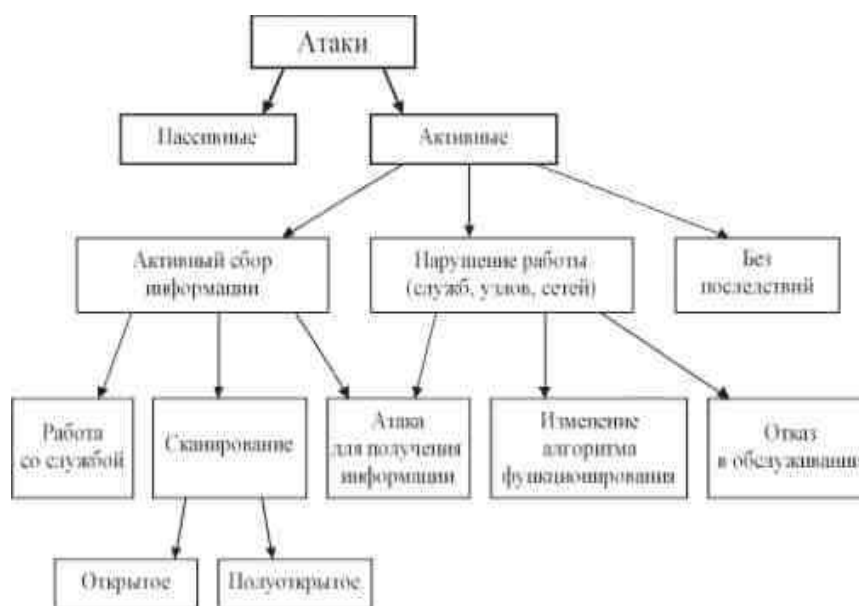 Атаки
Пассивные
Активные
Активный сбор
информации
Нарушение работы
(служб, узлов, сетей)
Без
последствий
Работа
со службой
Сканирование
Атака
для получения
информации
Изменение
алгоритма
функционирования
Отказ
в обслуживании
Открытое
Полуоткрытое